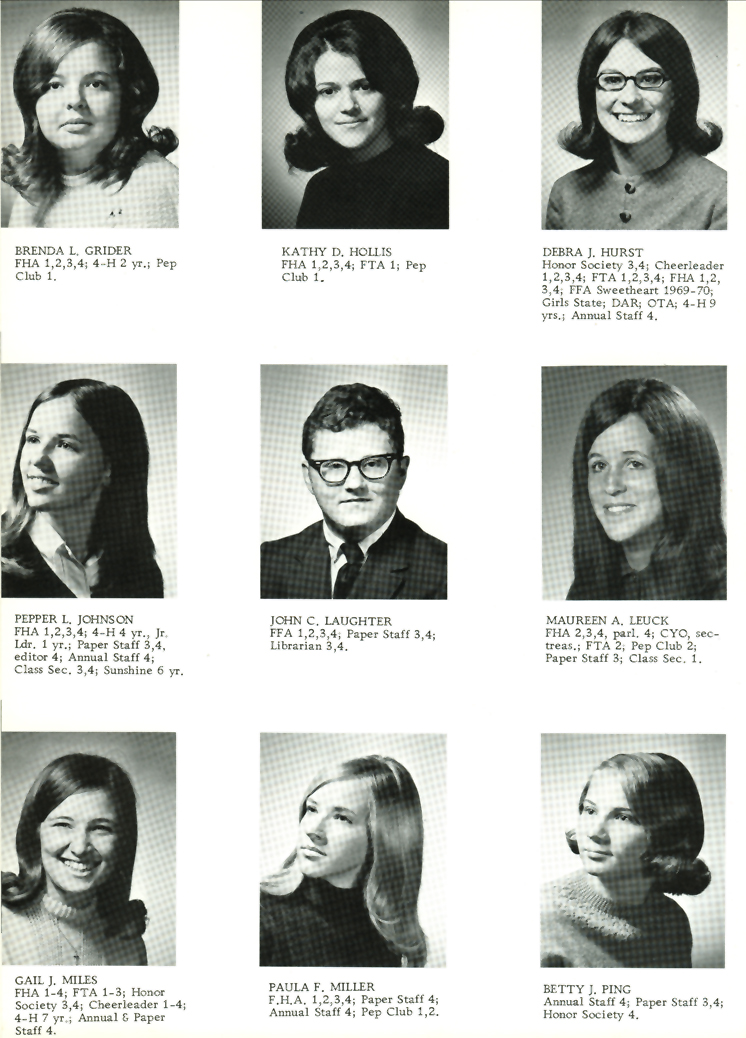 BRENDA L. GRIDER
FHA 1,2,3,4; 4-H 2 yr.; Pep
Club 1.
KATHY D. HOLLIS
FHA 1,2,3,4; FTA 1; Pep
Club 1.
DEBRA J. HURST
Honor Society 3,4; Cheerleader
1,2,3,4; FTA 1,2,3,4; FHA 1,2,
3,4; FFA Sweetheart 1969-70;
Girls State; DAR; OTA; 4-H 9
yrs.; Annual Staff 4.
PEPPER L. JOHNSON
FHA 1,2,3,4; 4-H 4 yr., Jr.
Ldr. 1 yr.; Paper Staff 3,4,
editor 4; Annual Staff 4;
Class Sec. 3,4; Sunshine 6 yr.
JOHN C. LAUGHTER
FFA 1,2,3,4; Paper Staff 3,4;
Librarian 3,4.
MAUREEN A. LEUCK
FHA 2,3,4, parl. 4; CYO, sec-
treas.; FTA 2; Pep Club 2;
Paper Staff 3; Class Sec. 1.
GAIL J. MILES
FHA 1-4; FTA 1-3; Honor
Society 3,4; Cheerleader 1-4;
4-H 7 yr.; Annual & Paper
Staff 4.
PAULA F. MILLER
F.H.A. 1,2,3,4; Paper Staff 4;
Annual Staff 4; Pep Club 1,2.
BETTY J. PING
Annual Staff 4; Paper Staff 3,4;
Honor Society 4.